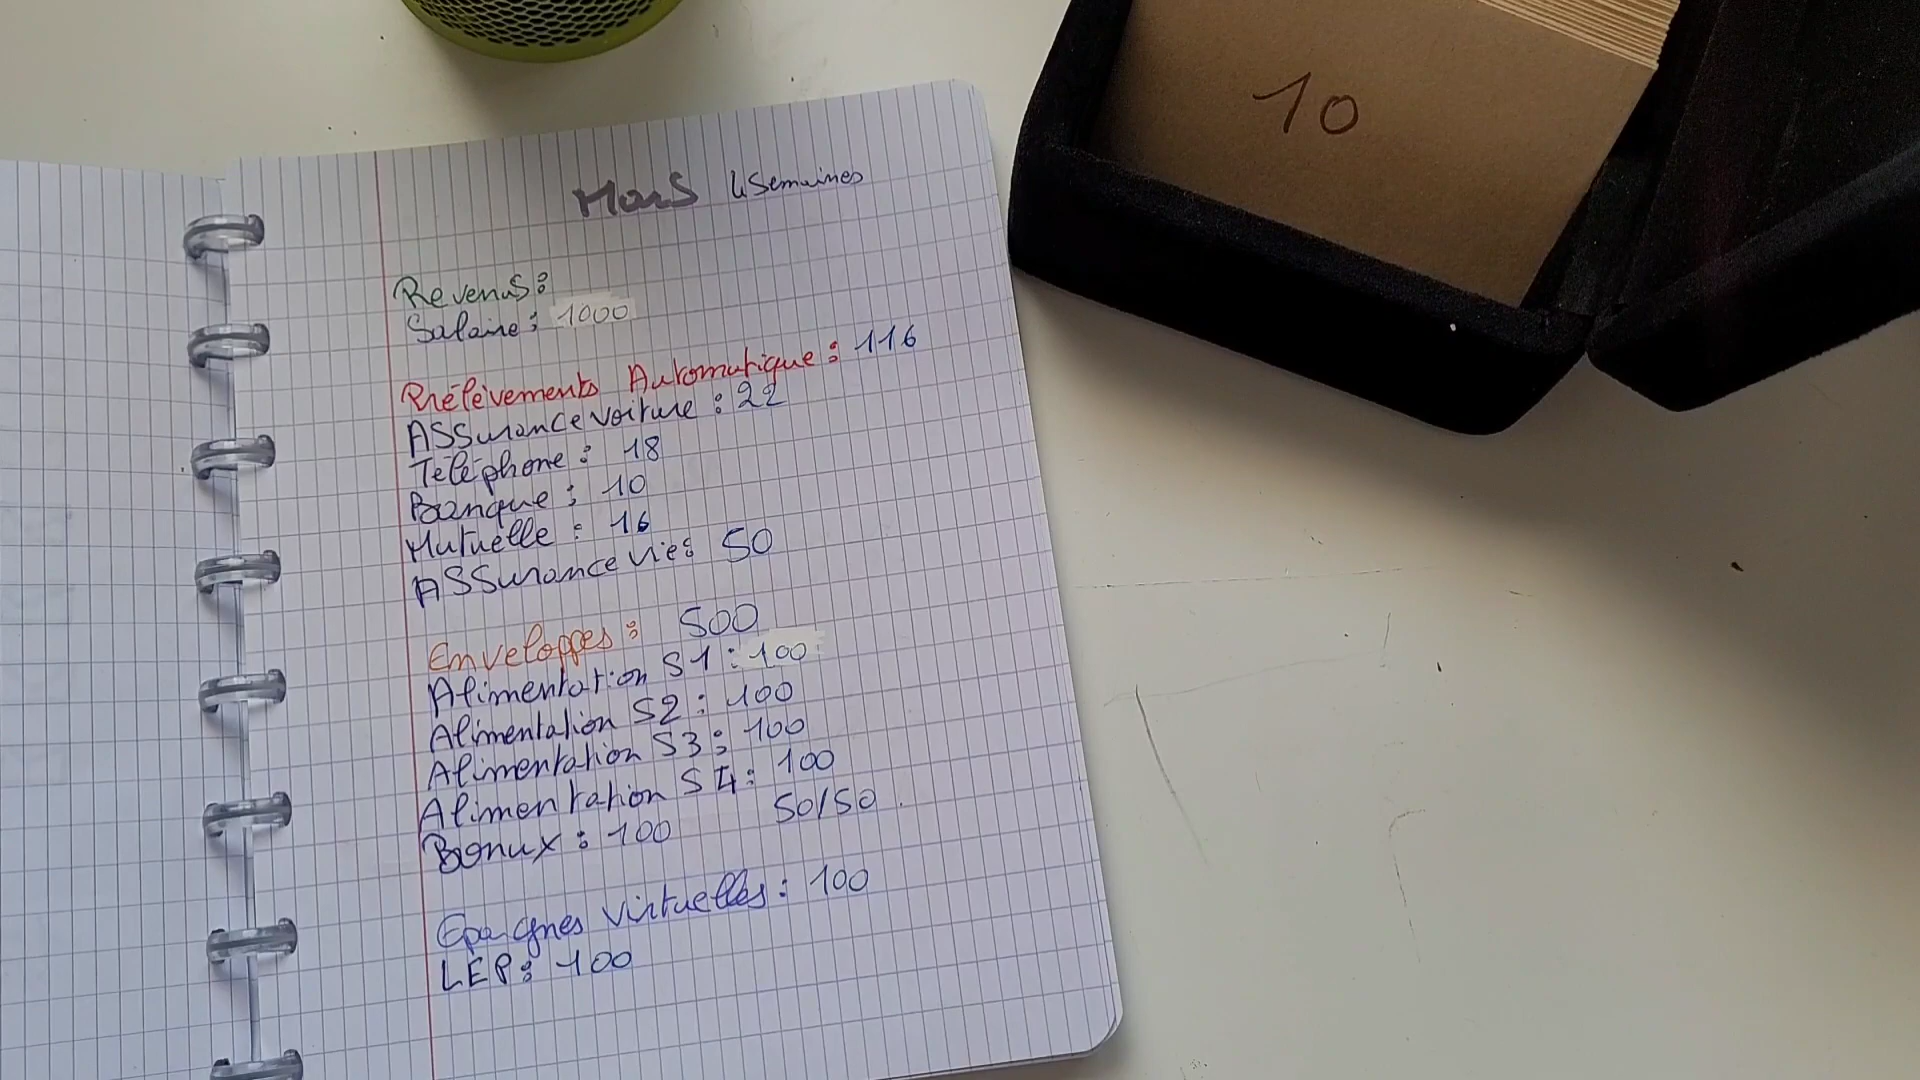 Mars 4 Semaines
Revenus:
Salaire: 1000
Prélèvements Automatique: 116
ASSurance voiture: 22
Téléphone: 18
Banque: 10
Mutuelle: 16
ASSurance vie: 50
Enveloppes: 500
Alimentation S1: 100
Alimentation S2: 100
Alimentation S3: 100
Alimentation S4: 100
Bonux: 100 50/50
Epargnes virtuelles: 100
LEP: 100
10